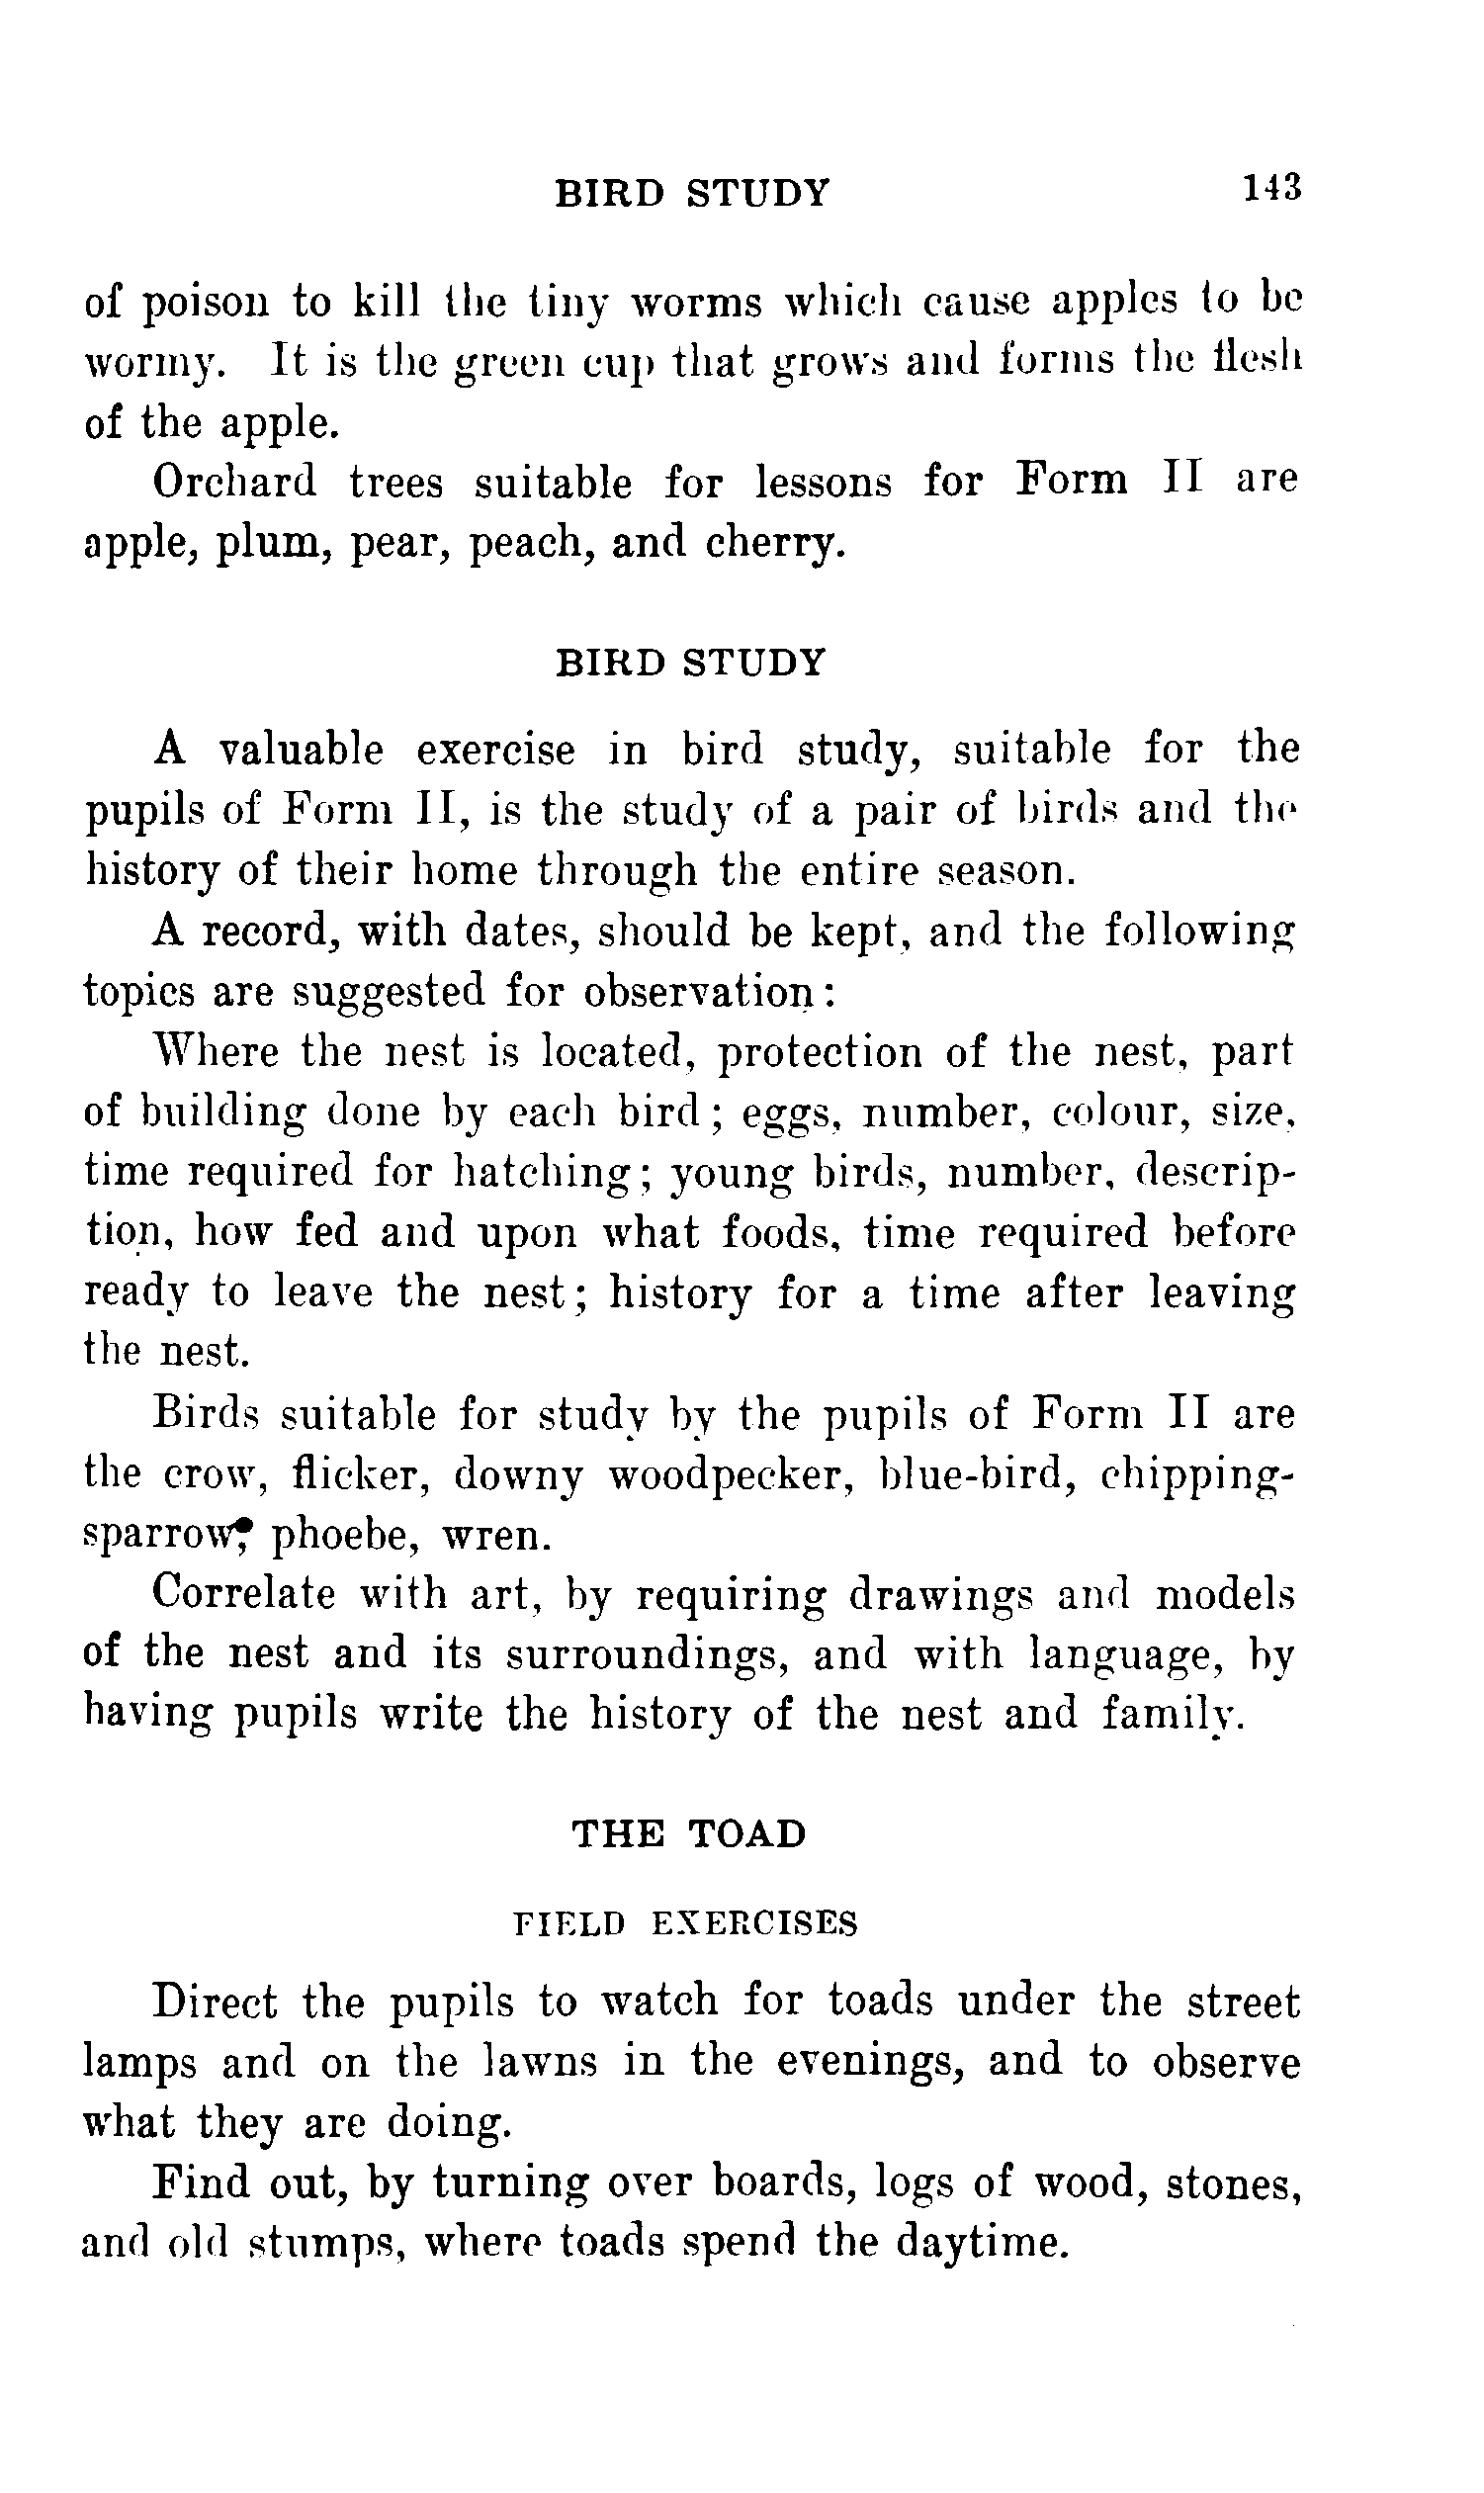 BIRD STUDY 143
of poison to kill the tiny worms which cause apples to be
wormy. It is the green cup that grows and forms the flesh
of the apple.
Orchard trees suitable for lessons for Form II are
apple, plum, pear, peach, and cherry.
BIRD STUDY
A valuable exercise in bird study, suitable for the
pupils of Form II, is the study of a pair of birds and the
history of their home through the entire season.
A record, with dates, should be kept, and the following
topics are suggested for observation:
Where the nest is located, protection of the nest, part
of building done by each bird; eggs, number, colour, size,
time required for hatching; young birds, number, descrip-
tion, how fed and upon what foods, time required before
ready to leave the nest; history for a time after leaving
the nest.
Birds suitable for study by the pupils of Form II are
the crow, flicker, downy woodpecker, blue-bird, chipping-
sparrow, phoebe, wren.
Correlate with art, by requiring drawings and models
of the nest and its surroundings, and with language, by
having pupils write the history of the nest and family.
THE TOAD
FIELD EXERCISES
Direct the pupils to watch for toads under the street
lamps and on the lawns in the evenings, and to observe
what they are doing.
Find out, by turning over boards, logs of wood, stones,
and old stumps, where toads spend the daytime.